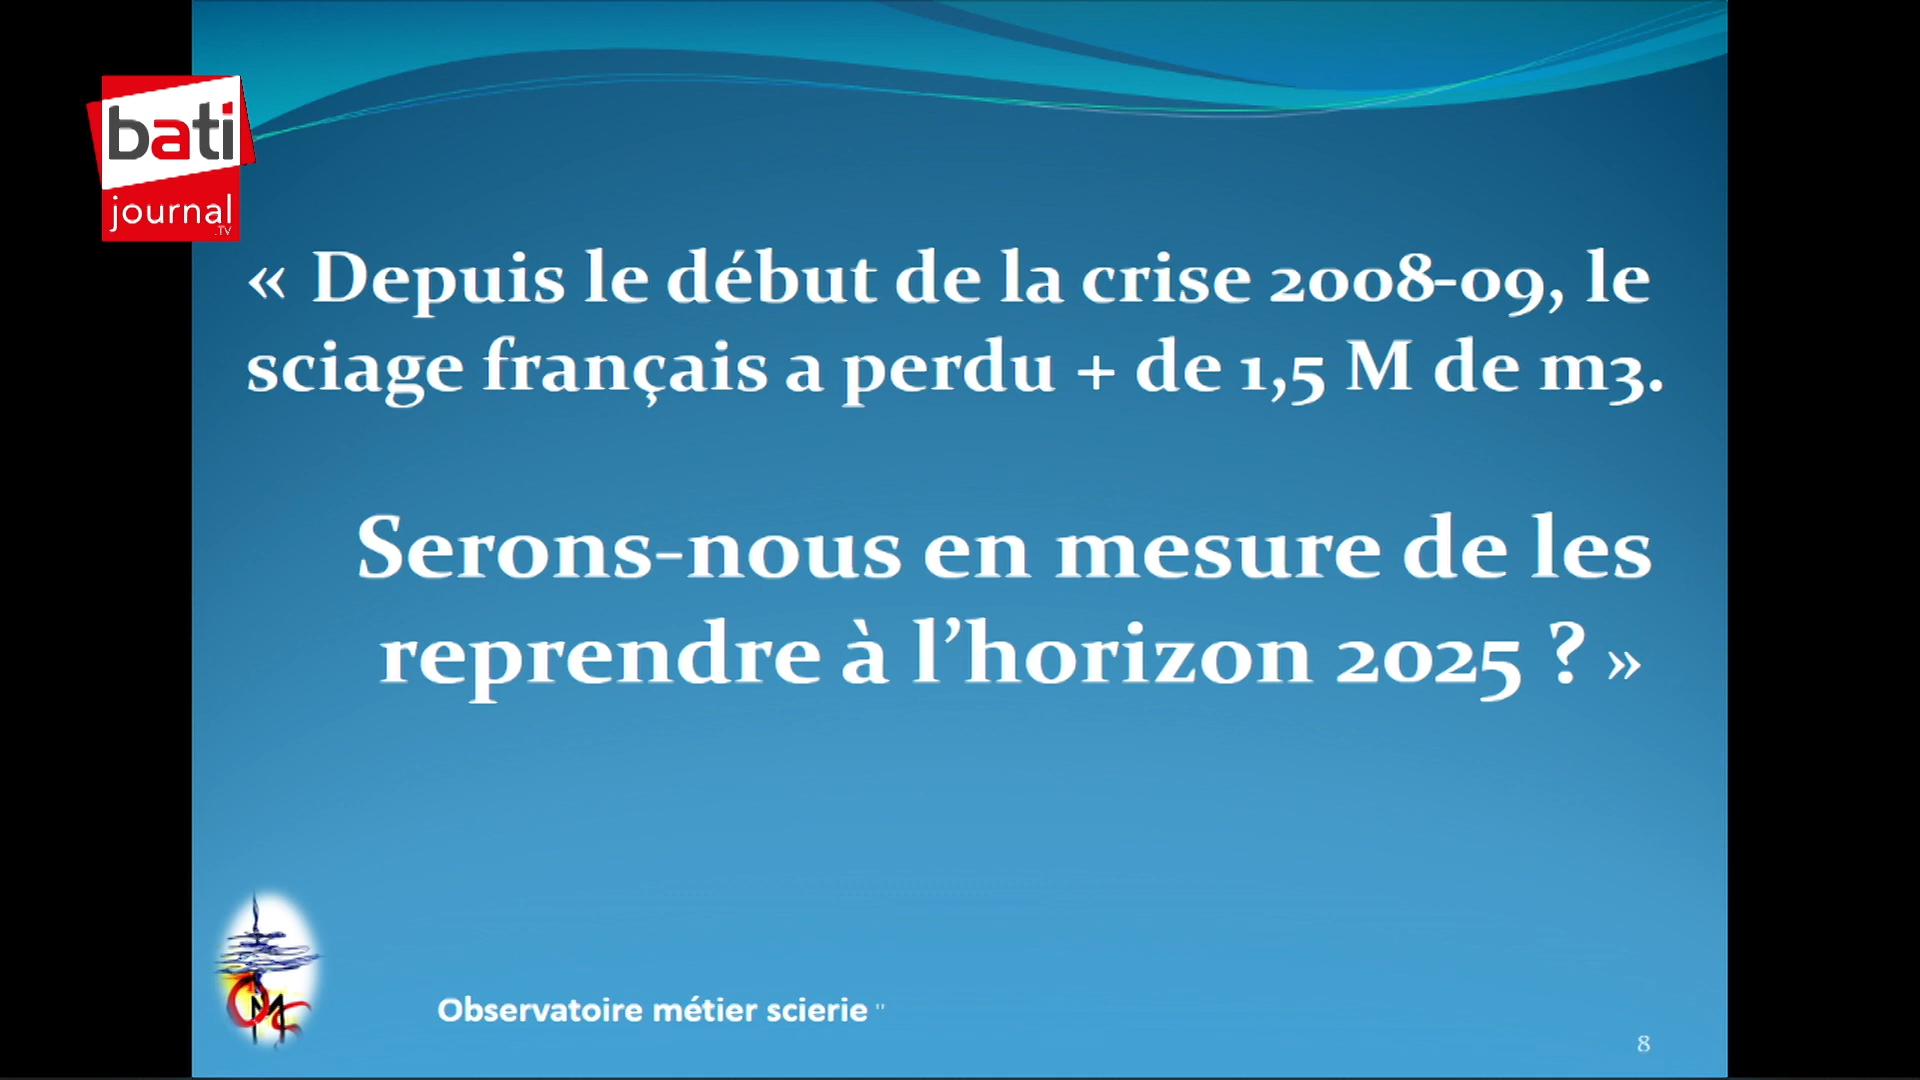 bati
journal
.TV
« Depuis le début de la crise 2008-09, le
sciage français a perdu + de 1,5 M de m3.
Serons-nous en mesure de les
reprendre à l’horizon 2025 ? »
OMS
Observatoire métier scierie "
8